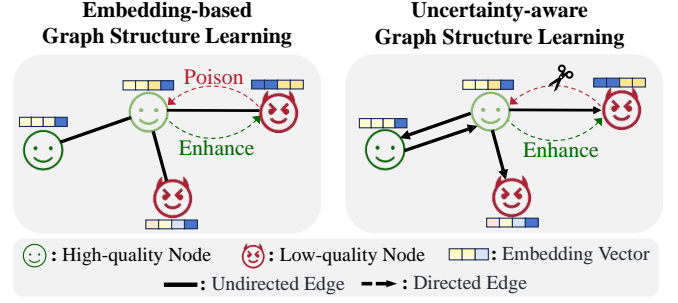 Embedding-based
Graph Structure Learning
Uncertainty-aware
Graph Structure Learning
Poison
Enhance
Enhance
: High-quality Node : Low-quality Node : Embedding Vector
: Undirected Edge : Directed Edge